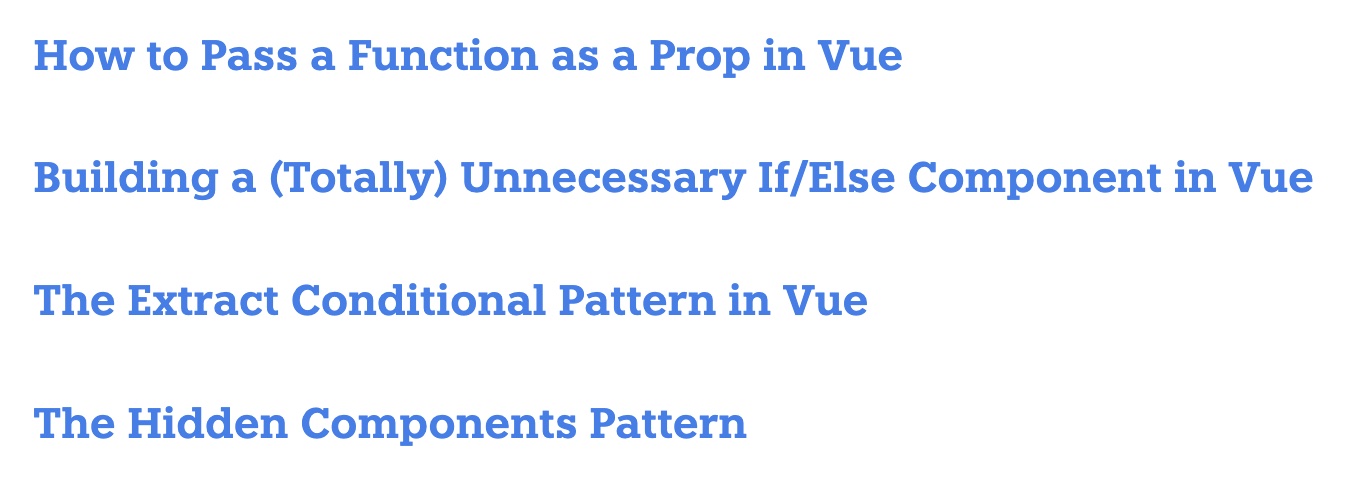 How to Pass a Function as a Prop in Vue
Building a (Totally) Unnecessary If/Else Component in Vue
The Extract Conditional Pattern in Vue
The Hidden Components Pattern